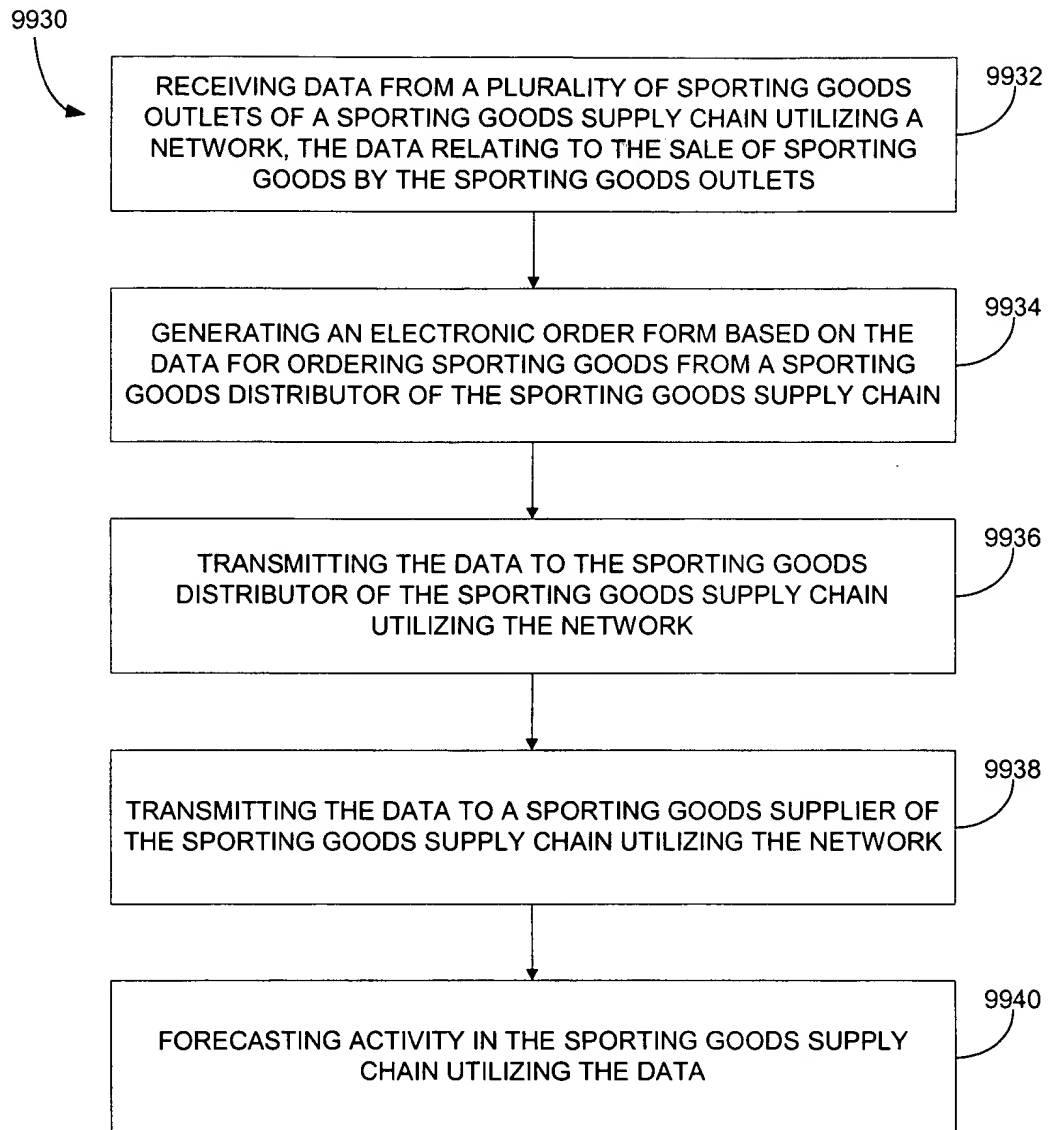 9930
RECEIVING DATA FROM A PLURALITY OF SPORTING GOODS
OUTLETS OF A SPORTING GOODS SUPPLY CHAIN UTILIZING A
NETWORK, THE DATA RELATING TO THE SALE OF SPORTING
GOODS BY THE SPORTING GOODS OUTLETS
9932
GENERATING AN ELECTRONIC ORDER FORM BASED ON THE
DATA FOR ORDERING SPORTING GOODS FROM A SPORTING
GOODS DISTRIBUTOR OF THE SPORTING GOODS SUPPLY CHAIN
9934
TRANSMITTING THE DATA TO THE SPORTING GOODS
DISTRIBUTOR OF THE SPORTING GOODS SUPPLY CHAIN
UTILIZING THE NETWORK
9936
TRANSMITTING THE DATA TO A SPORTING GOODS SUPPLIER OF
THE SPORTING GOODS SUPPLY CHAIN UTILIZING THE NETWORK
9938
FORECASTING ACTIVITY IN THE SPORTING GOODS SUPPLY
CHAIN UTILIZING THE DATA
9940